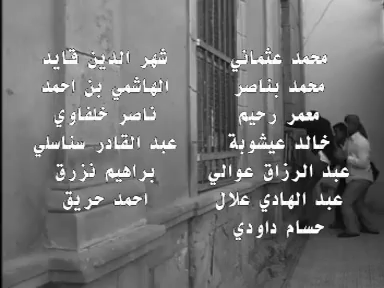 محمد عثماني شهر الدين قايد
محمد بناصر الهاشمي بن احمد
معمر رحيم ناصر خلفاوي
خالد عيشوبة عبد القادر سناسلي
عبد الرزاق عوالي براهيم نزرق
عبد الهادي علال احمد حريق
حسام داودي